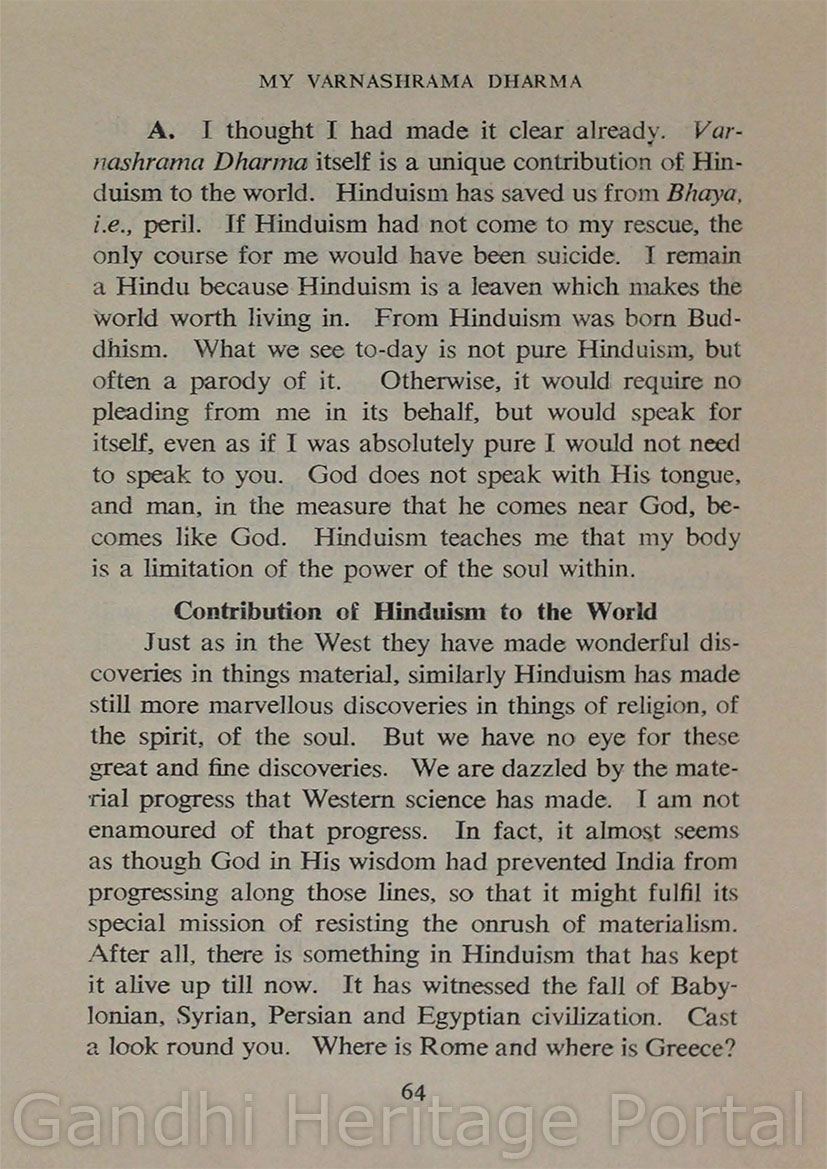 MY VARNASHRAMA DHARMA
A. I thought I had made it clear already. Var-
nashrama Dharma itself is a unique contribution of Hin-
duism to the world. Hinduism has saved us from Bhaya,
i.e., peril. If Hinduism had not come to my rescue, the
only course for me would have been suicide. I remain
a Hindu because Hinduism is a leaven which makes the
world worth living in. From Hinduism was born Bud-
dhism. What we see to-day is not pure Hinduism, but
often a parody of it. Otherwise, it would require no
pleading from me in its behalf, but would speak for
itself, even as if I was absolutely pure I would not need
to speak to you. God does not speak with His tongue,
and man, in the measure that he comes near God, be-
comes like God. Hinduism teaches me that my body
is a limitation of the power of the soul within.
Contribution of Hinduism to the World
Just as in the West they have made wonderful dis-
coveries in things material, similarly Hinduism has made
still more marvellous discoveries in things of religion, of
the spirit, of the soul. But we have no eye for these
great and fine discoveries. We are dazzled by the mate-
rial progress that Western science has made. I am not
enamoured of that progress. In fact, it almost seems
as though God in His wisdom had prevented India from
progressing along those lines, so that it might fulfil its
special mission of resisting the onrush of materialism.
After all, there is something in Hinduism that has kept
it alive up till now. It has witnessed the fall of Baby-
lonian, Syrian, Persian and Egyptian civilization. Cast
a look round you. Where is Rome and where is Greece?
64
Gandhi Heritage Portal